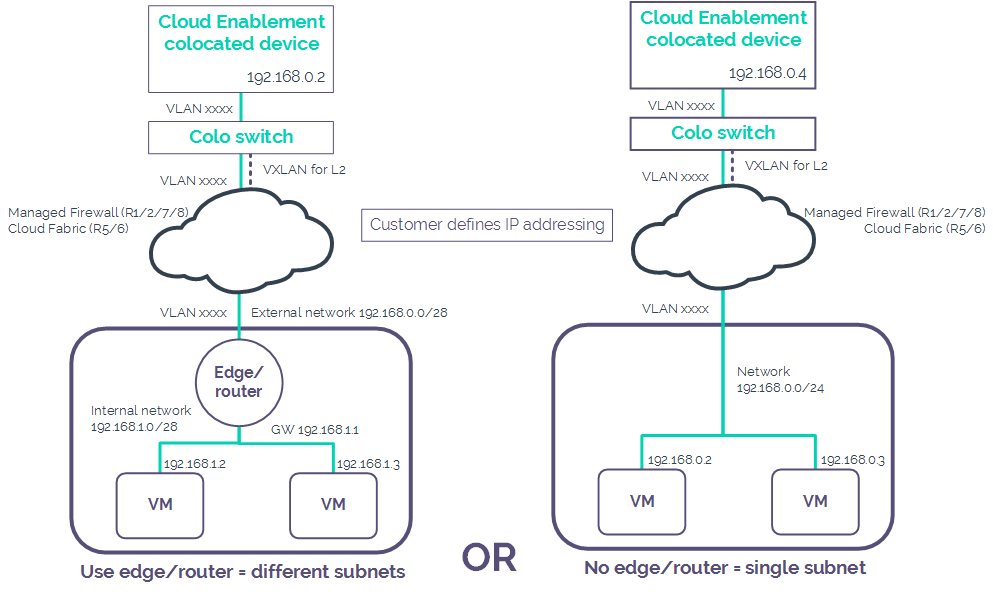 Cloud Enablement
colocated device
192.168.0.2
VLAN xxxx
Colo switch
VXLAN for L2
VLAN xxxx
Managed Firewall (R1/2/7/8)
Cloud Fabric (R5/6)
VLAN xxxx
External network 192.168.0.0/28
Edge/
router
Internal network
192.168.1.0/28
GW 192.168.1.1
192.168.1.2
192.168.1.3
VM
VM
Use edge/router = different subnets
Customer defines IP addressing
OR
Cloud Enablement
colocated device
192.168.0.4
VLAN xxxx
Colo switch
VXLAN for L2
VLAN xxxx
Managed Firewall (R1/2/7/8)
Cloud Fabric (R5/6)
VLAN xxxx
Network
192.168.0.0/24
192.168.0.2
192.168.0.3
VM
VM
No edge/router = single subnet